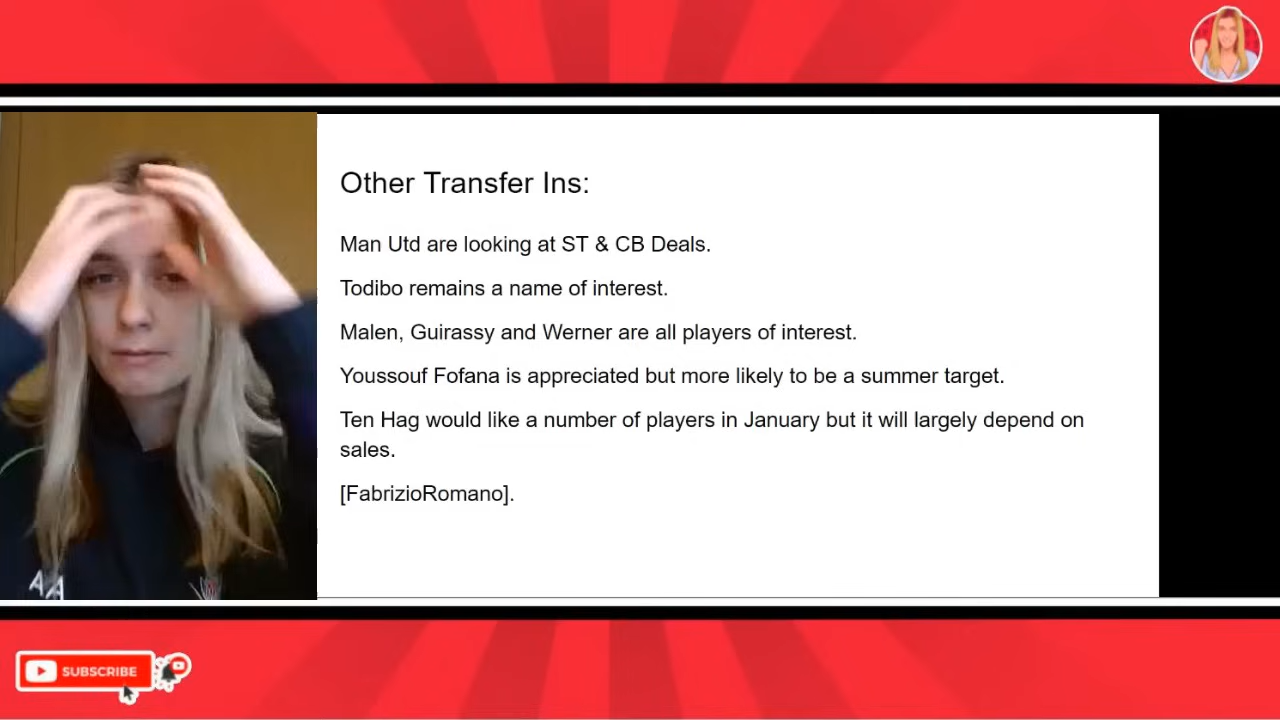 Other Transfer Ins:
Man Utd are looking at ST & CB Deals.
Todibo remains a name of interest.
Malen, Guirassy and Werner are all players of interest.
Youssouf Fofana is appreciated but more likely to be a summer target.
Ten Hag would like a number of players in January but it will largely depend on
sales.
[FabrizioRomano].
AA
SUBSCRIBE